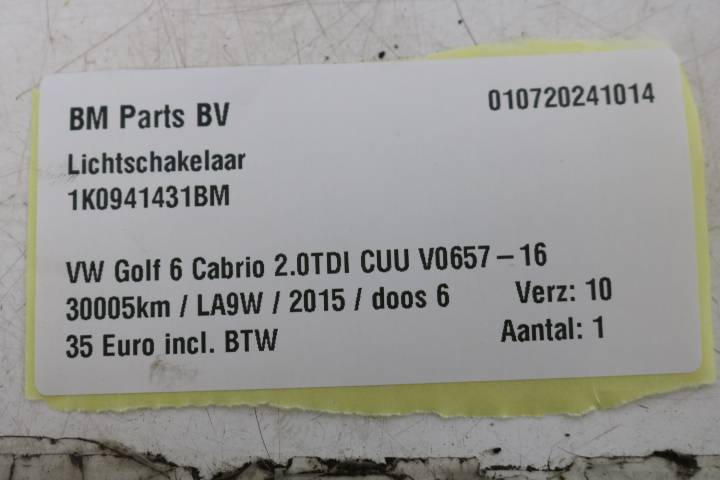 BM Parts BV 010720241014
Lichtschakelaar
1K0941431BM
VW Golf 6 Cabrio 2.0TDI CUU V0657-16
30005km / LA9W / 2015 / doos 6 Verz: 10
35 Euro incl. BTW Aantal: 1